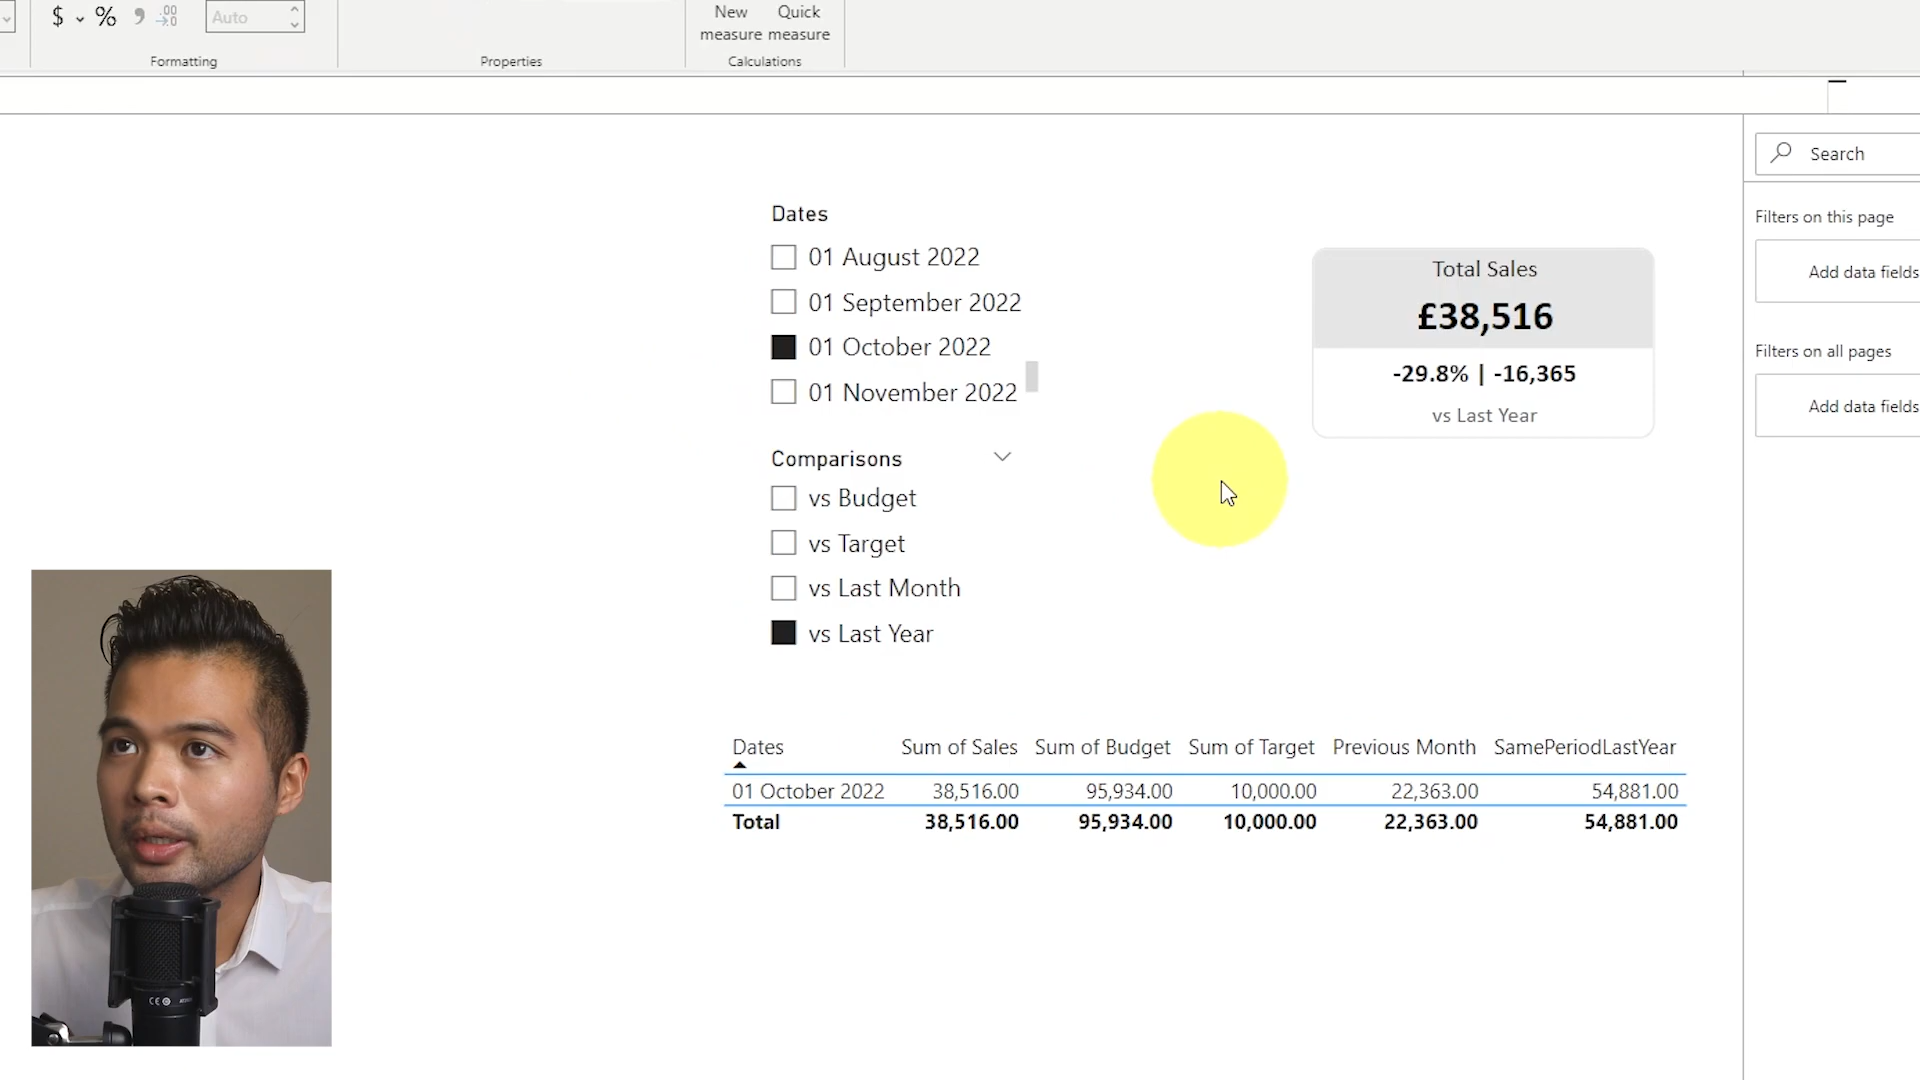 $ % Auto
New Quick
measure measure
Formatting Properties Calculations
Search
Dates
01 August 2022
01 September 2022
01 October 2022
01 November 2022
Comparisons
vs Budget
vs Target
vs Last Month
vs Last Year
Total Sales
£38,516
-29.8% | -16,365
vs Last Year
Filters on this page
Add data fields
Filters on all pages
Add data fields
Dates Sum of Sales Sum of Budget Sum of Target Previous Month SamePeriodLastYear
01 October 2022 38,516.00 95,934.00 10,000.00 22,363.00 54,881.00
Total 38,516.00 95,934.00 10,000.00 22,363.00 54,881.00